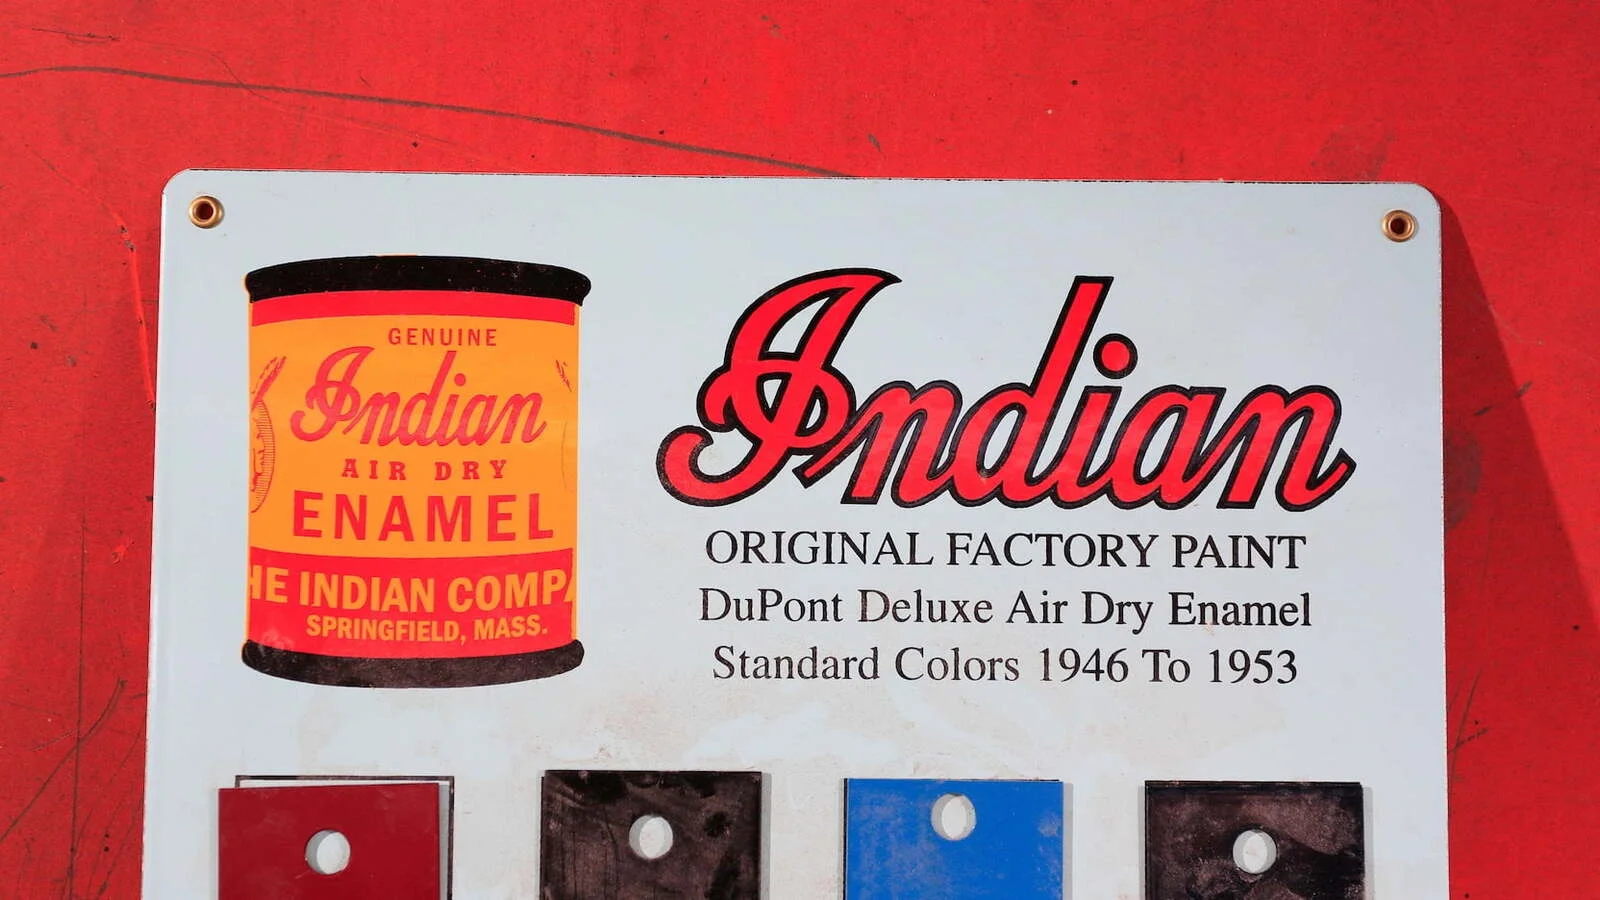 GENUINE
Indian
AIR DRY
ENAMEL
HE INDIAN COMPA
SPRINGFIELD, MASS.
Indian
ORIGINAL FACTORY PAINT
DuPont Deluxe Air Dry Enamel
Standard Colors 1946 To 1953